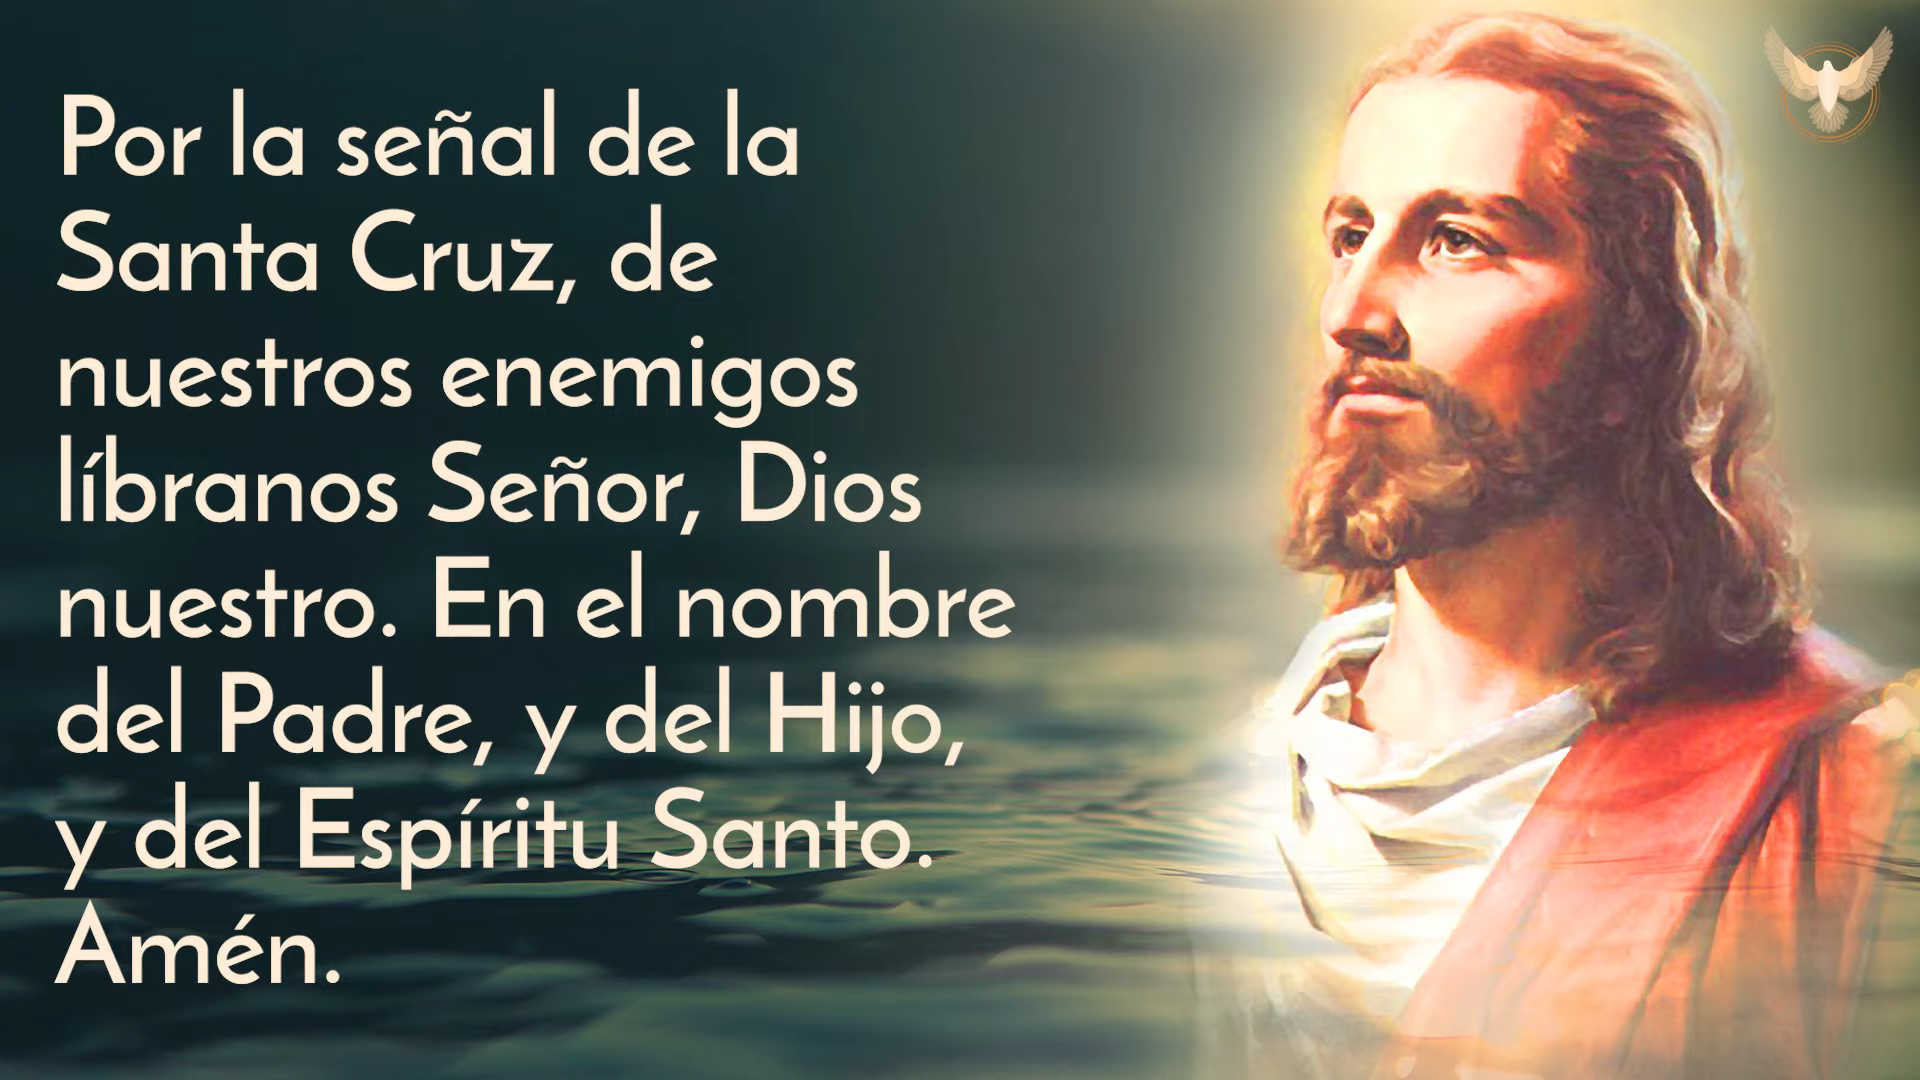 Por la señal de la
Santa Cruz, de
nuestros enemigos
líbranos Señor, Dios
nuestro. En el nombre
del Padre, y del Hijo,
y del Espíritu Santo.
Amén.